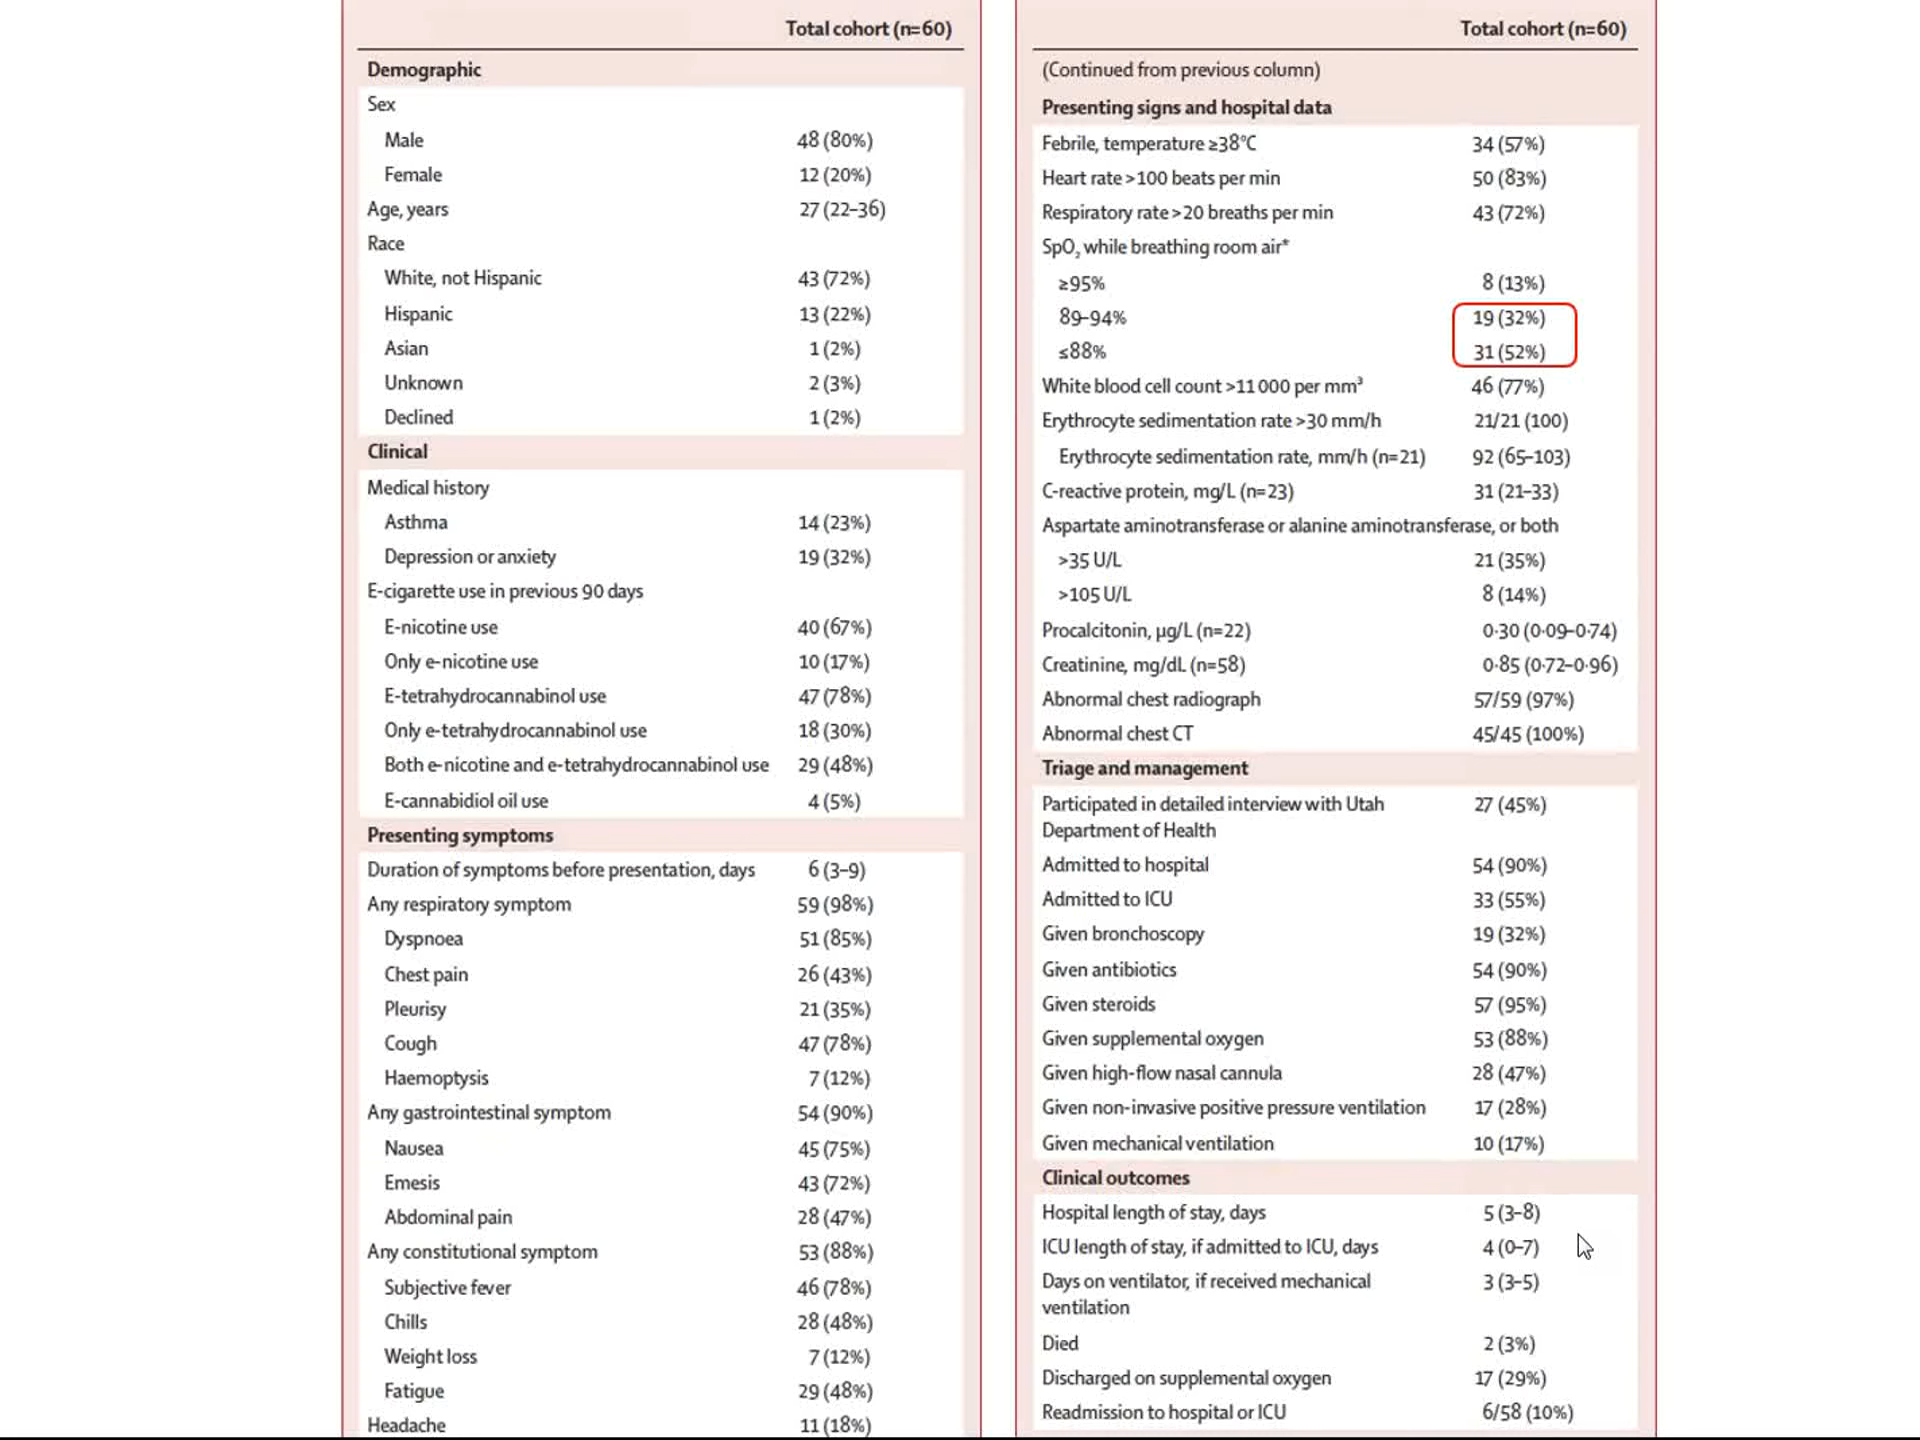 Total cohort (n=60)
Demographic
Sex
Male 48 (80%)
Female 12 (20%)
Age, years 27 (22–36)
Race
White, not Hispanic 43 (72%)
Hispanic 13 (22%)
Asian 1 (2%)
Unknown 2 (3%)
Declined 1 (2%)
Clinical
Medical history
Asthma 14 (23%)
Depression or anxiety 19 (32%)
E-cigarette use in previous 90 days
E-nicotine use 40 (67%)
Only e-nicotine use 10 (17%)
E-tetrahydrocannabinol use 47 (78%)
Only e-tetrahydrocannabinol use 18 (30%)
Both e-nicotine and e-tetrahydrocannabinol use 29 (48%)
E-cannabidiol oil use 4 (5%)
Presenting symptoms
Duration of symptoms before presentation, days 6 (3–9)
Any respiratory symptom 59 (98%)
Dyspnoea 51 (85%)
Chest pain 26 (43%)
Pleurisy 21 (35%)
Cough 47 (78%)
Haemoptysis 7 (12%)
Any gastrointestinal symptom 54 (90%)
Nausea 45 (75%)
Emesis 43 (72%)
Abdominal pain 28 (47%)
Any constitutional symptom 53 (88%)
Subjective fever 46 (78%)
Chills 28 (48%)
Weight loss 7 (12%)
Fatigue 29 (48%)
Headache 11 (18%)
Total cohort (n=60)
(Continued from previous column)
Presenting signs and hospital data
Febrile, temperature ≥38°C 34 (57%)
Heart rate >100 beats per min 50 (83%)
Respiratory rate >20 breaths per min 43 (72%)
SpO₂ while breathing room air*
≥95% 8 (13%)
89–94% 19 (32%)
≤88% 31 (52%)
White blood cell count >11 000 per mm³ 46 (77%)
Erythrocyte sedimentation rate >30 mm/h 21/21 (100)
Erythrocyte sedimentation rate, mm/h (n=21) 92 (65–103)
C-reactive protein, mg/L (n=23) 31 (21–33)
Aspartate aminotransferase or alanine aminotransferase, or both
>35 U/L 21 (35%)
>105 U/L 8 (14%)
Procalcitonin, µg/L (n=22) 0·30 (0·09–0·74)
Creatinine, mg/dL (n=58) 0·85 (0·72–0·96)
Abnormal chest radiograph 57/59 (97%)
Abnormal chest CT 45/45 (100%)
Triage and management
Participated in detailed interview with Utah 27 (45%)
Department of Health
Admitted to hospital 54 (90%)
Admitted to ICU 33 (55%)
Given bronchoscopy 19 (32%)
Given antibiotics 54 (90%)
Given steroids 57 (95%)
Given supplemental oxygen 53 (88%)
Given high-flow nasal cannula 28 (47%)
Given non-invasive positive pressure ventilation 17 (28%)
Given mechanical ventilation 10 (17%)
Clinical outcomes
Hospital length of stay, days 5 (3–8)
ICU length of stay, if admitted to ICU, days 4 (0–7)
Days on ventilator, if received mechanical 3 (3–5)
ventilation
Died 2 (3%)
Discharged on supplemental oxygen 17 (29%)
Readmission to hospital or ICU 6/58 (10%)